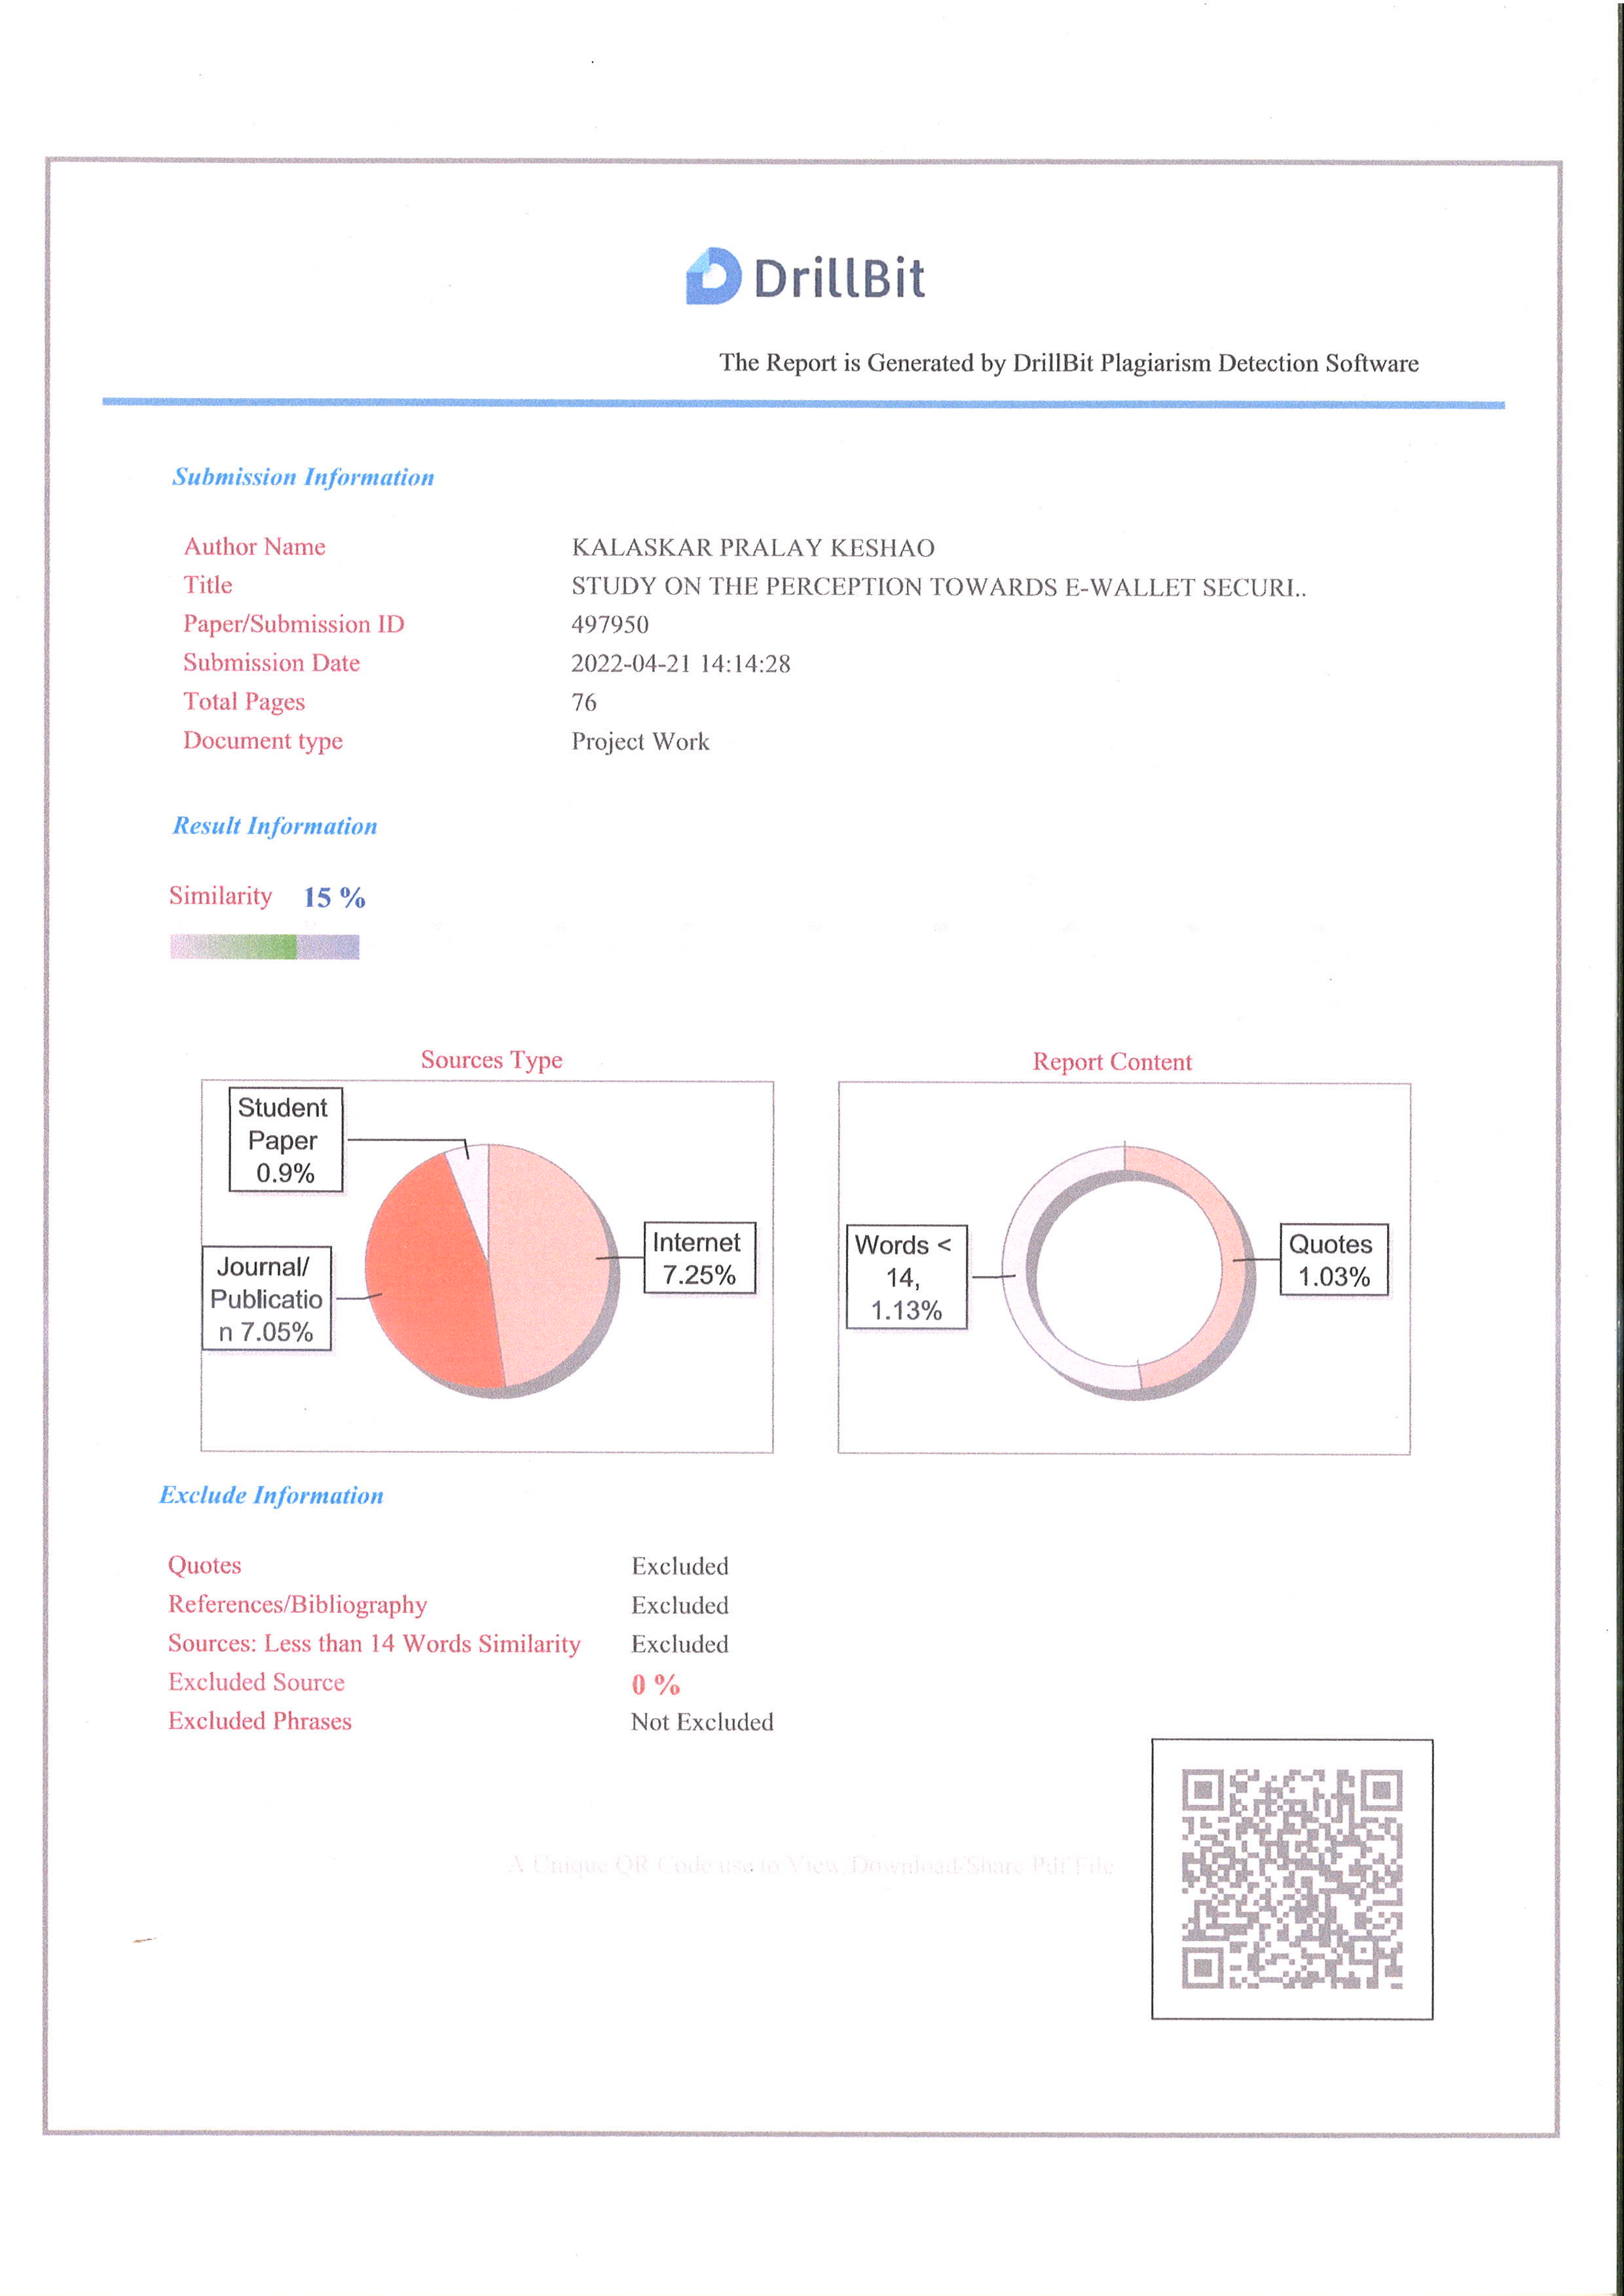 DrillBit
The Report is Generated by DrillBit Plagiarism Detection Software
Submission Information
Author Name KALASKAR PRALAY KESHAO
Title STUDY ON THE PERCEPTION TOWARDS E-WALLET SECURI..
Paper/Submission ID 497950
Submission Date 2022-04-21 14:14:28
Total Pages 76
Document type Project Work
Result Information
Similarity 15 %
Sources Type
Student
Paper
0.9%
Journal/
Publicatio
n 7.05%
Internet
7.25%
Report Content
Words <
14,
1.13%
Quotes
1.03%
Exclude Information
Quotes Excluded
References/Bibliography Excluded
Sources: Less than 14 Words Similarity Excluded
Excluded Source 0 %
Excluded Phrases Not Excluded
A Unique QR Code use to View/Download/Share Pdf File